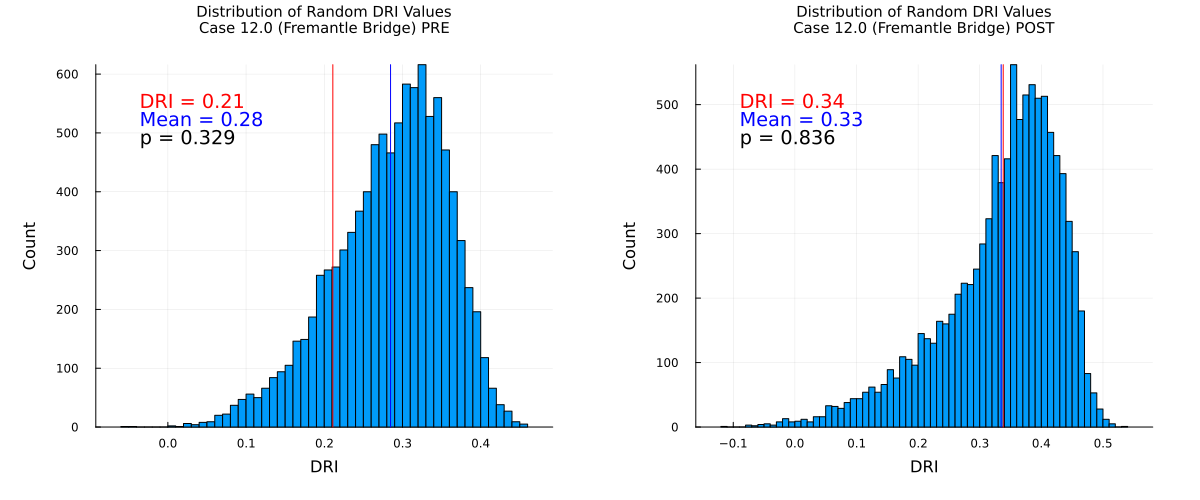 Distribution of Random DRI Values
Case 12.0 (Fremantle Bridge) PRE
600
500
400
300
200
100
0
Count
DRI = 0.21
Mean = 0.28
p = 0.329
0.0 0.1 0.2 0.3 0.4
DRI
Distribution of Random DRI Values
Case 12.0 (Fremantle Bridge) POST
500
400
300
200
100
0
Count
DRI = 0.34
Mean = 0.33
p = 0.836
−0.1 0.0 0.1 0.2 0.3 0.4 0.5
DRI